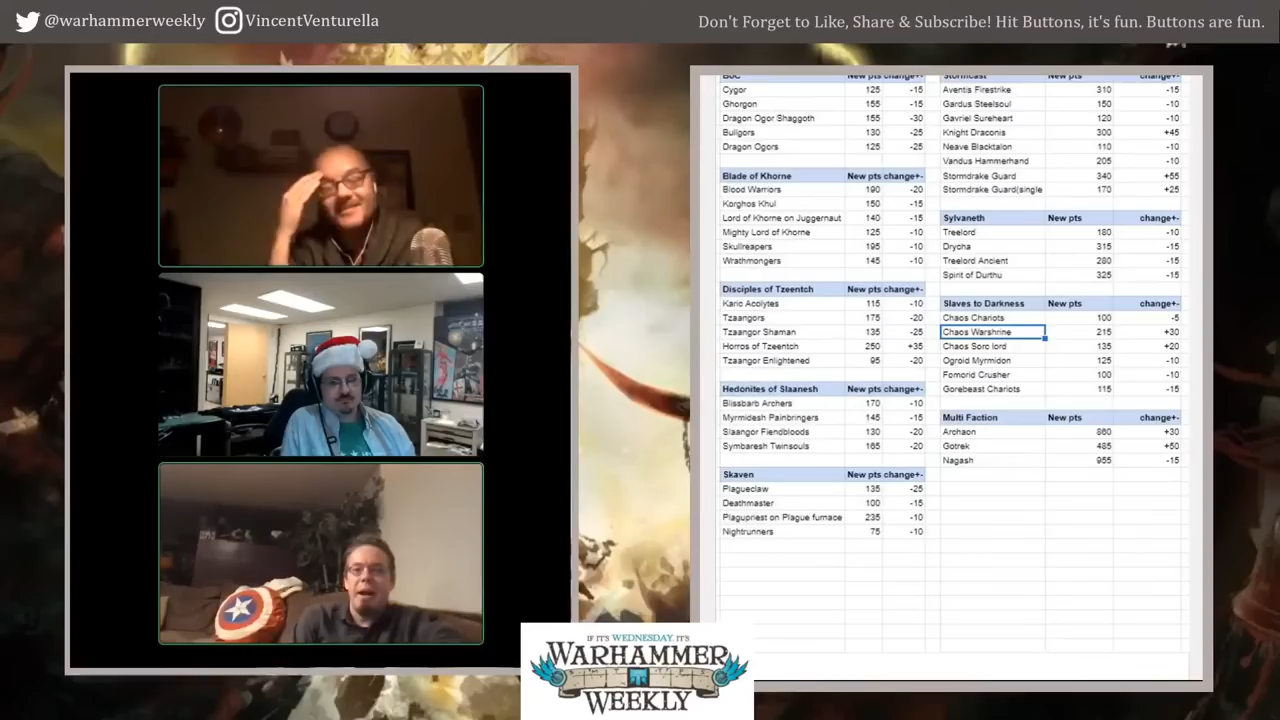 @warhammerweekly VincentVenturella
Don't Forget to Like, Share & Subscribe! Hit Buttons, it's fun. Buttons are fun.
BoC New pts change+-
Cygor 125 -15
Ghorgon 155 -15
Dragon Ogor Shaggoth 155 -30
Bullgors 130 -25
Dragon Ogors 125 -25
Blade of Khorne New pts change+-
Blood Warriors 190 -20
Korghos Khul 150 -15
Lord of Khorne on Juggernaut 140 -15
Mighty Lord of Khorne 125 -10
Skullreapers 195 -10
Wrathmongers 145 -10
Disciples of Tzeentch New pts change+-
Karic Acolytes 115 -10
Tzaangors 175 -20
Tzaangor Shaman 135 -25
Horros of Tzeentch 250 +35
Tzaangor Enlightened 95 -20
Hedonites of Slaanesh New pts change+-
Blissbarb Archers 170 -10
Myrmidesh Painbringers 145 -15
Slaangor Fiendbloods 130 -20
Symbaresh Twinsouls 165 -20
Skaven New pts change+-
Plagueclaw 135 -25
Deathmaster 100 -15
Plagupriest on Plague furnace 235 -10
Nightrunners 75 -10
Stormcast New pts change+-
Aventis Firestrike 310 -15
Gardus Steelsoul 150 -10
Gavriel Sureheart 120 -10
Knight Draconis 300 +45
Neave Blacktalon 110 -10
Vandus Hammerhand 205 -10
Stormdrake Guard 340 +55
Stormdrake Guard(single 170 +25
Sylvaneth New pts change+-
Treelord 180 -10
Drycha 315 -15
Treelord Ancient 280 -15
Spirit of Durthu 325 -15
Slaves to Darkness New pts change+-
Chaos Chariots 100 -5
Chaos Warshrine 215 +30
Chaos Sorc lord 135 +20
Ogroid Myrmidon 125 -10
Fomorid Crusher 100 -10
Gorebeast Chariots 115 -15
Multi Faction New pts change+-
Archaon 860 +30
Gotrek 485 +50
Nagash 955 -15
IF IT'S WEDNESDAY, IT'S
WARHAMMER
WEEKLY